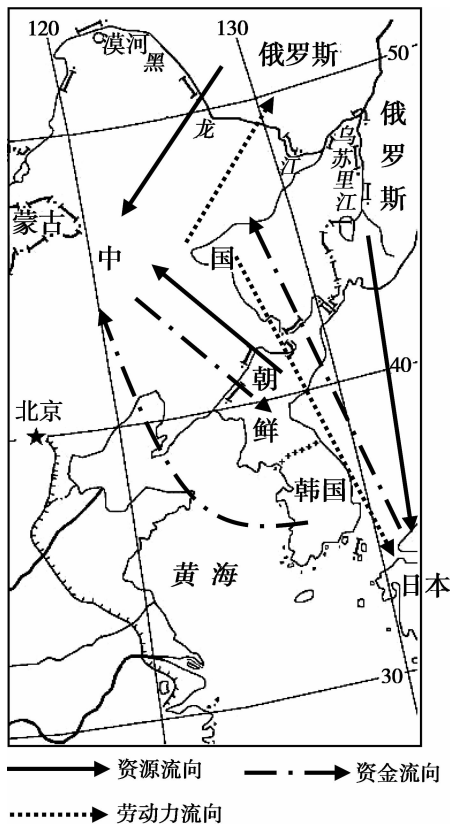 120
130
50
漠河
黑
龙
江
俄罗斯
俄罗斯
乌苏里江
蒙古
中
国
40
朝
鲜
北京
韩国
黄海
日本
30
资源流向
资金流向
劳动力流向